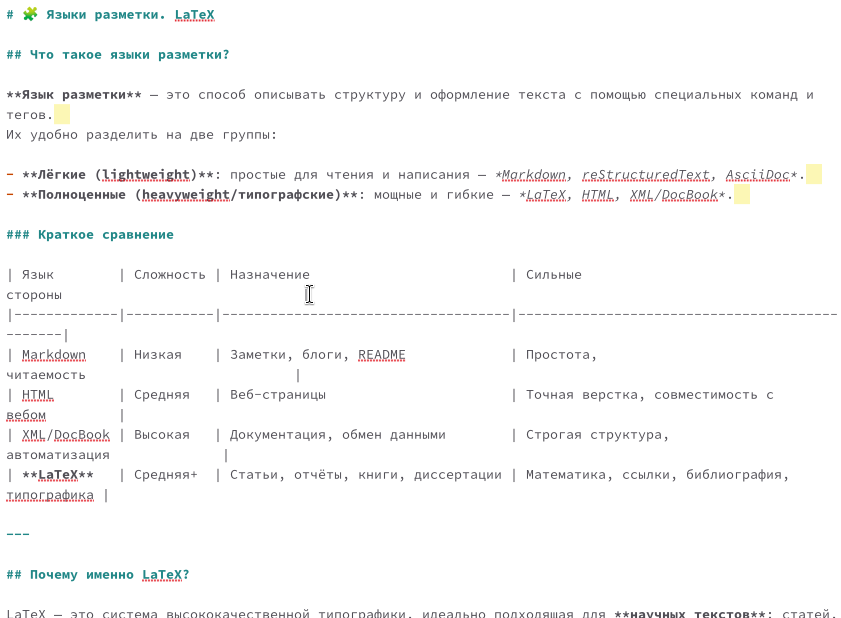 # 🧩 Языки разметки. LaTeX
## Что такое языки разметки?
**Язык разметки** — это способ описывать структуру и оформление текста с помощью специальных команд и
тегов.
Их удобно разделить на две группы:
- **Лёгкие (lightweight)**: простые для чтения и написания — *Markdown, reStructuredText, AsciiDoc*.
- **Полноценные (heavyweight/типографские)**: мощные и гибкие — *LaTeX, HTML, XML/DocBook*.
### Краткое сравнение
| Язык        | Сложность | Назначение                         | Сильные
стороны                              |
|-------------|-----------|------------------------------------|----------------------------------------
-------|
| Markdown    | Низкая    | Заметки, блоги, README             | Простота,
читаемость                          |
| HTML        | Средняя   | Веб-страницы                       | Точная верстка, совместимость с
вебом         |
| XML/DocBook | Высокая   | Документация, обмен данными        | Строгая структура,
автоматизация              |
| **LaTeX**   | Средняя+  | Статьи, отчёты, книги, диссертации | Математика, ссылки, библиография,
типографика |
---
## Почему именно LaTeX?
LaTeX — это система высококачественной типографики, идеально подходящая для **научных текстов**: статей,